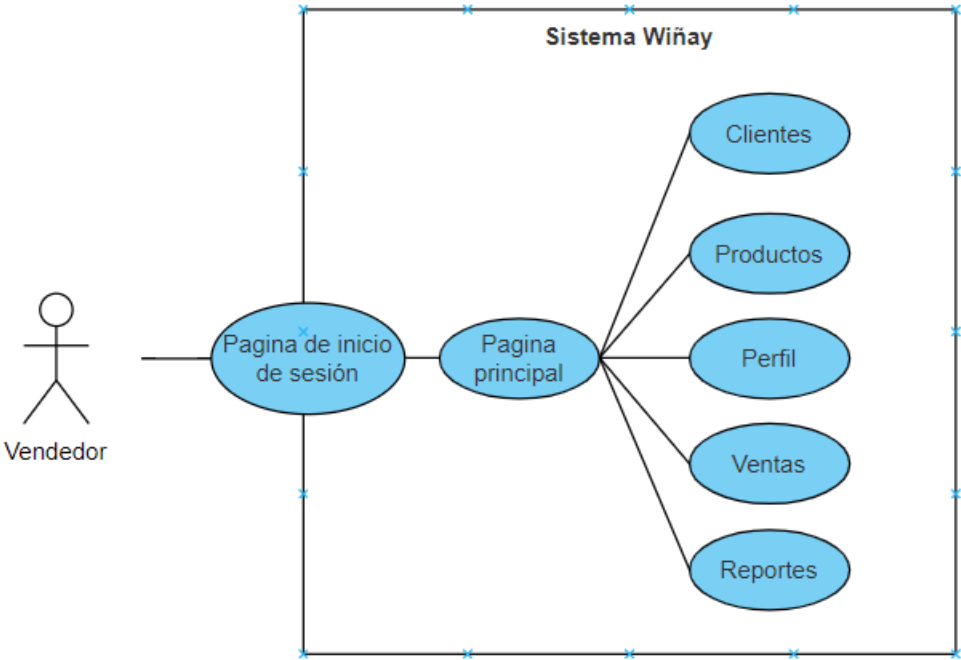 Sistema Wiñay
Clientes
Productos
Pagina de inicio
de sesión
Pagina
principal
Perfil
Vendedor
Ventas
Reportes